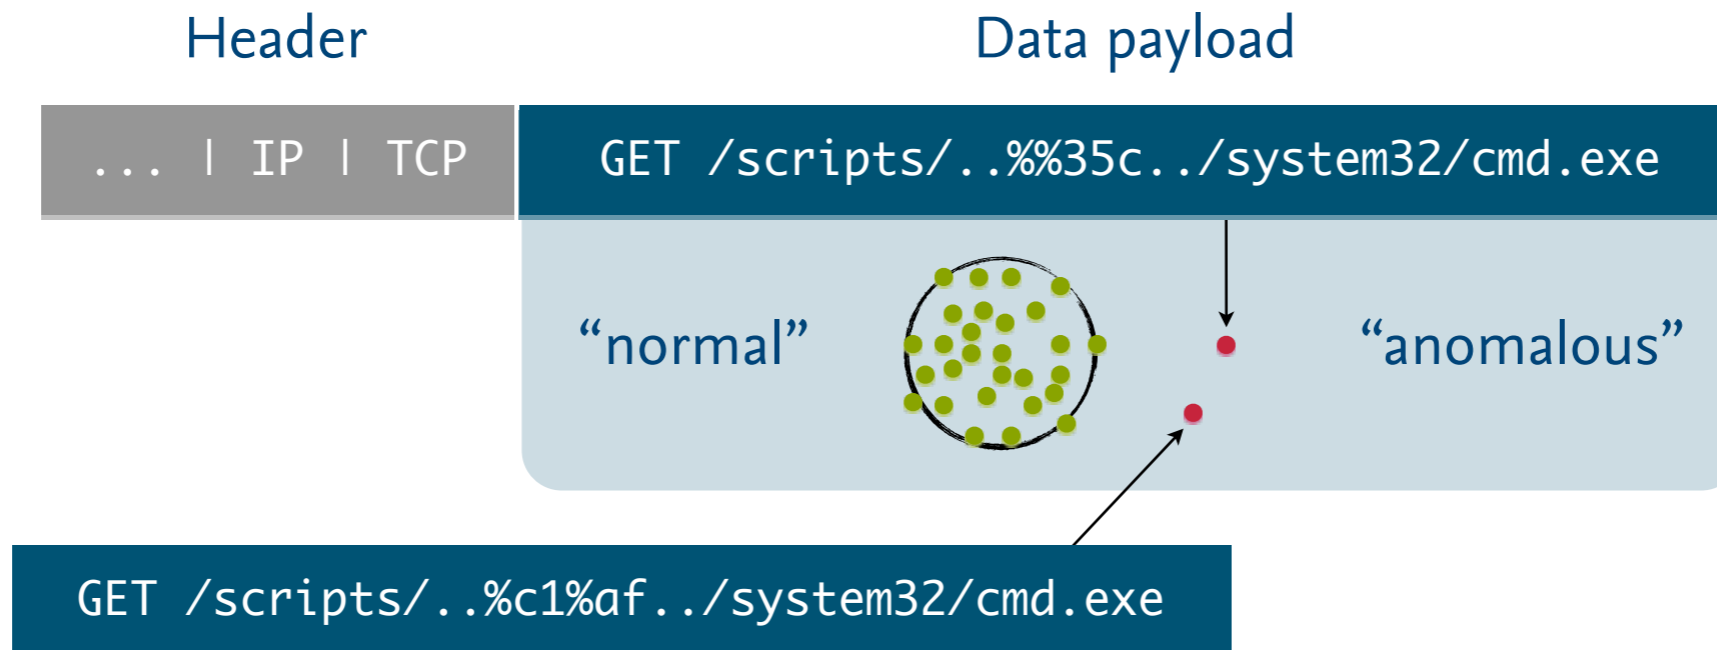 Header
Data payload
... | IP | TCP
GET /scripts/..%%35c../system32/cmd.exe
“normal”
“anomalous”
GET /scripts/..%c1%af../system32/cmd.exe